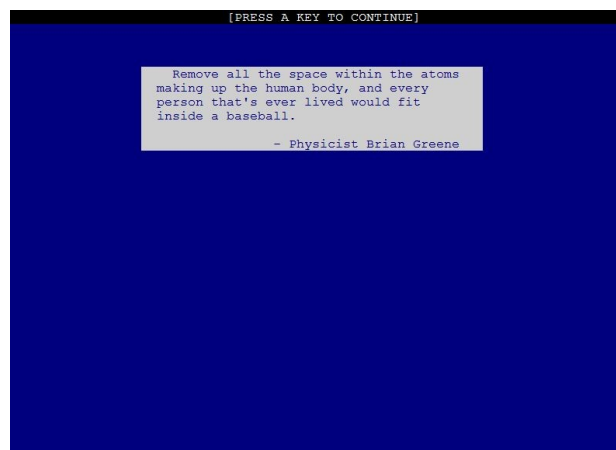 [PRESS A KEY TO CONTINUE]
Remove all the space within the atoms
making up the human body, and every
person that's ever lived would fit
inside a baseball.
- Physicist Brian Greene